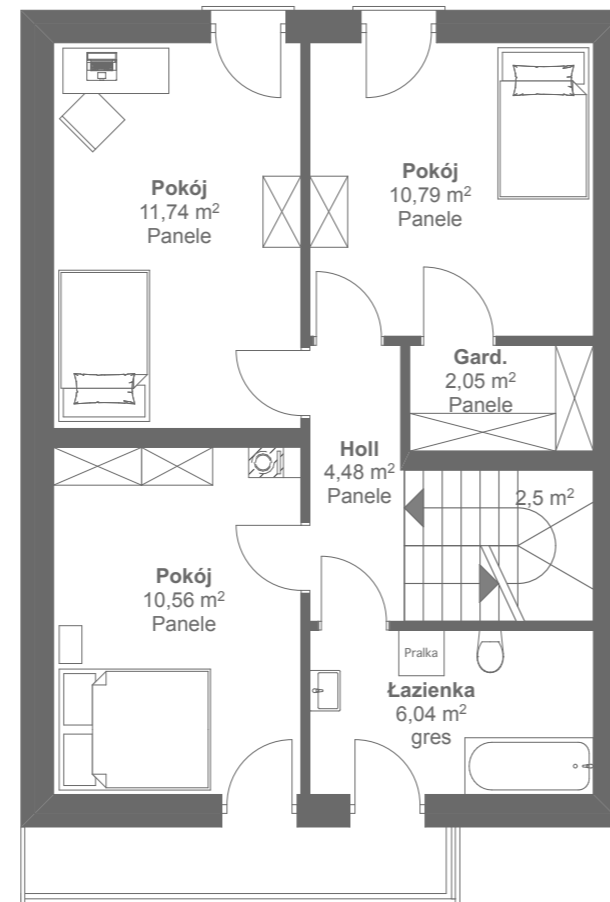 Pokój
11,74 m²
Panele
Pokój
10,79 m²
Panele
Gard.
2,05 m²
Panele
Holl
4,48 m²
Panele
2,5 m²
Pokój
10,56 m²
Panele
Pralka
Łazienka
6,04 m²
gres